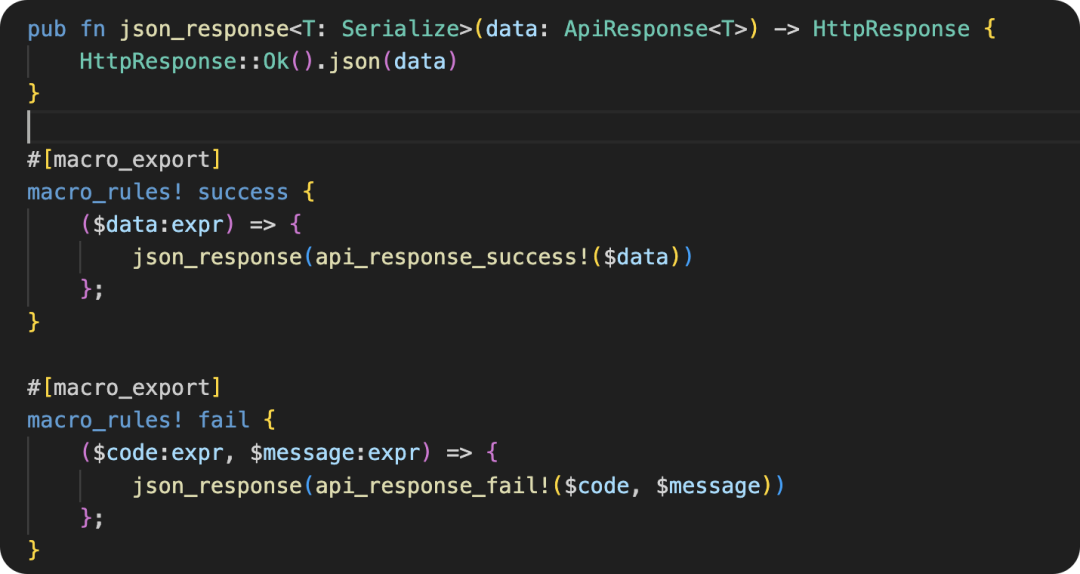 pub fn json_response<T: Serialize>(data: ApiResponse<T>) -> HttpResponse {
    HttpResponse::Ok().json(data)
}
#[macro_export]
macro_rules! success {
    ($data:expr) => {
        json_response(api_response_success!($data))
    };
}
#[macro_export]
macro_rules! fail {
    ($code:expr, $message:expr) => {
        json_response(api_response_fail!($code, $message))
    };
}